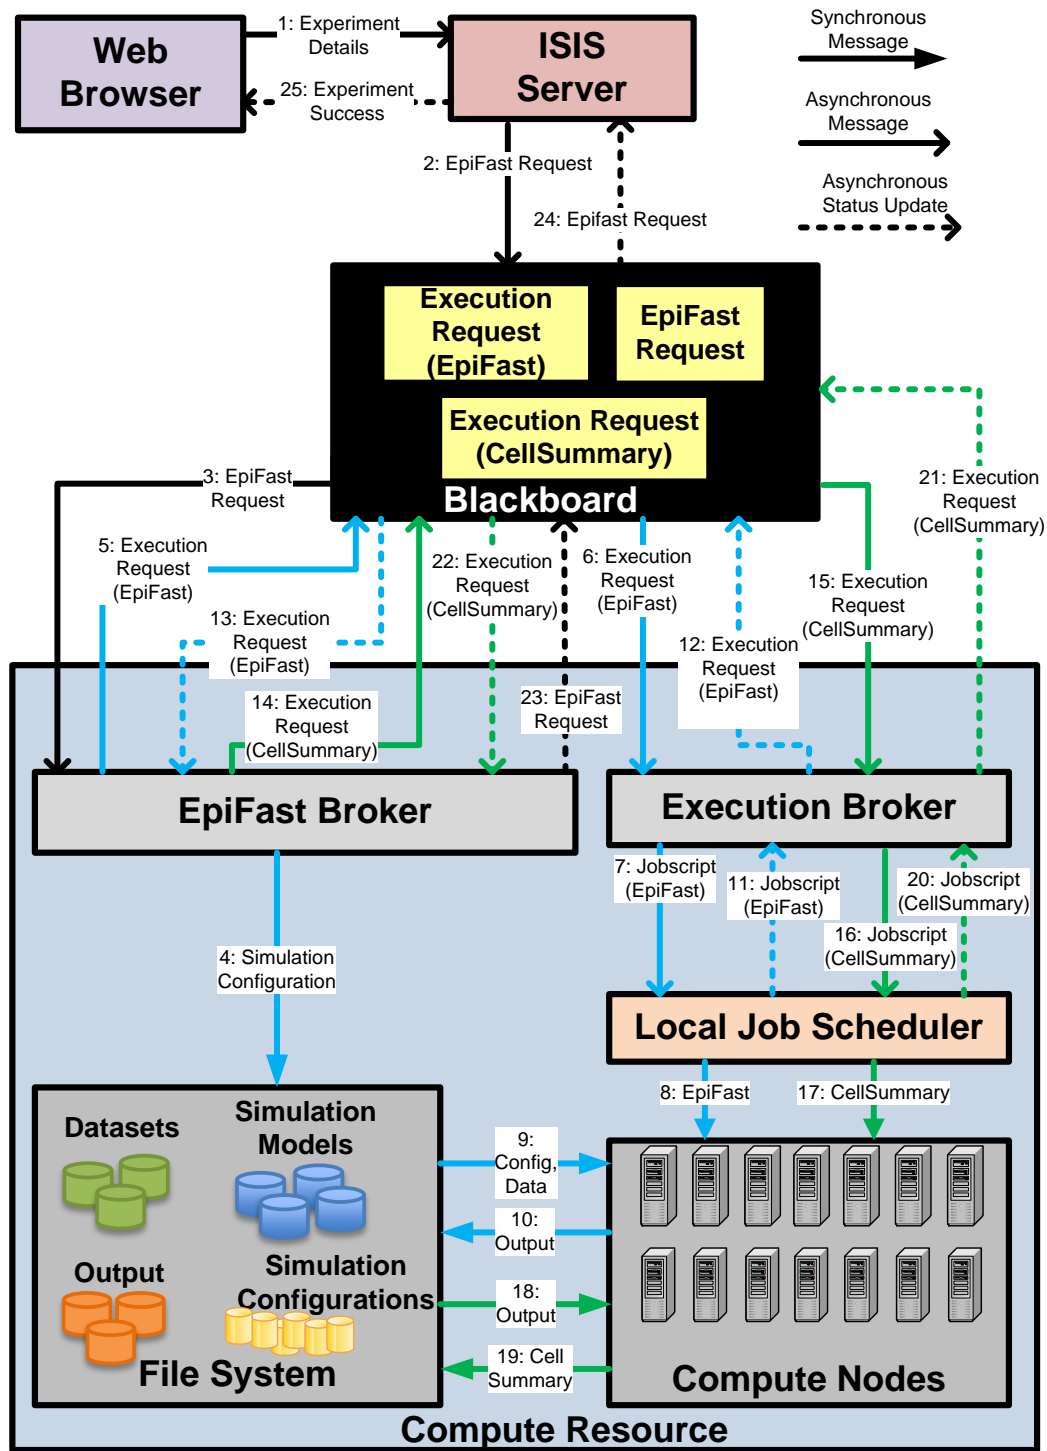 Web
Browser
1: Experiment
Details
25: Experiment
Success
ISIS
Server
Synchronous
Message
Asynchronous
Message
Asynchronous
Status Update
2: EpiFast Request
24: Epifast Request
Execution
Request
(EpiFast)
EpiFast
Request
Execution Request
(CellSummary)
Blackboard
3: EpiFast
Request
5: Execution
Request
(EpiFast)
13: Execution
Request
(EpiFast)
14: Execution
Request
(CellSummary)
22: Execution
Request
(CellSummary)
23: EpiFast
Request
6: Execution
Request
(EpiFast)
12: Execution
Request
(EpiFast)
15: Execution
Request
(CellSummary)
21: Execution
Request
(CellSummary)
EpiFast Broker
Execution Broker
4: Simulation
Configuration
7: Jobscript
(EpiFast)
11: Jobscript
(EpiFast)
16: Jobscript
(CellSummary)
20: Jobscript
(CellSummary)
Local Job Scheduler
8: EpiFast
17: CellSummary
Datasets
Simulation
Models
Output
Simulation
Configurations
File System
9:
Config,
Data
10:
Output
18:
Output
19: Cell
Summary
Compute Nodes
Compute Resource